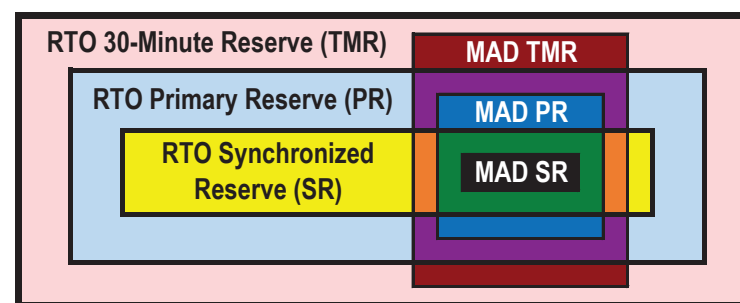 RTO 30-Minute Reserve (TMR)
MAD TMR
RTO Primary Reserve (PR)
MAD PR
RTO Synchronized
Reserve (SR)
MAD SR